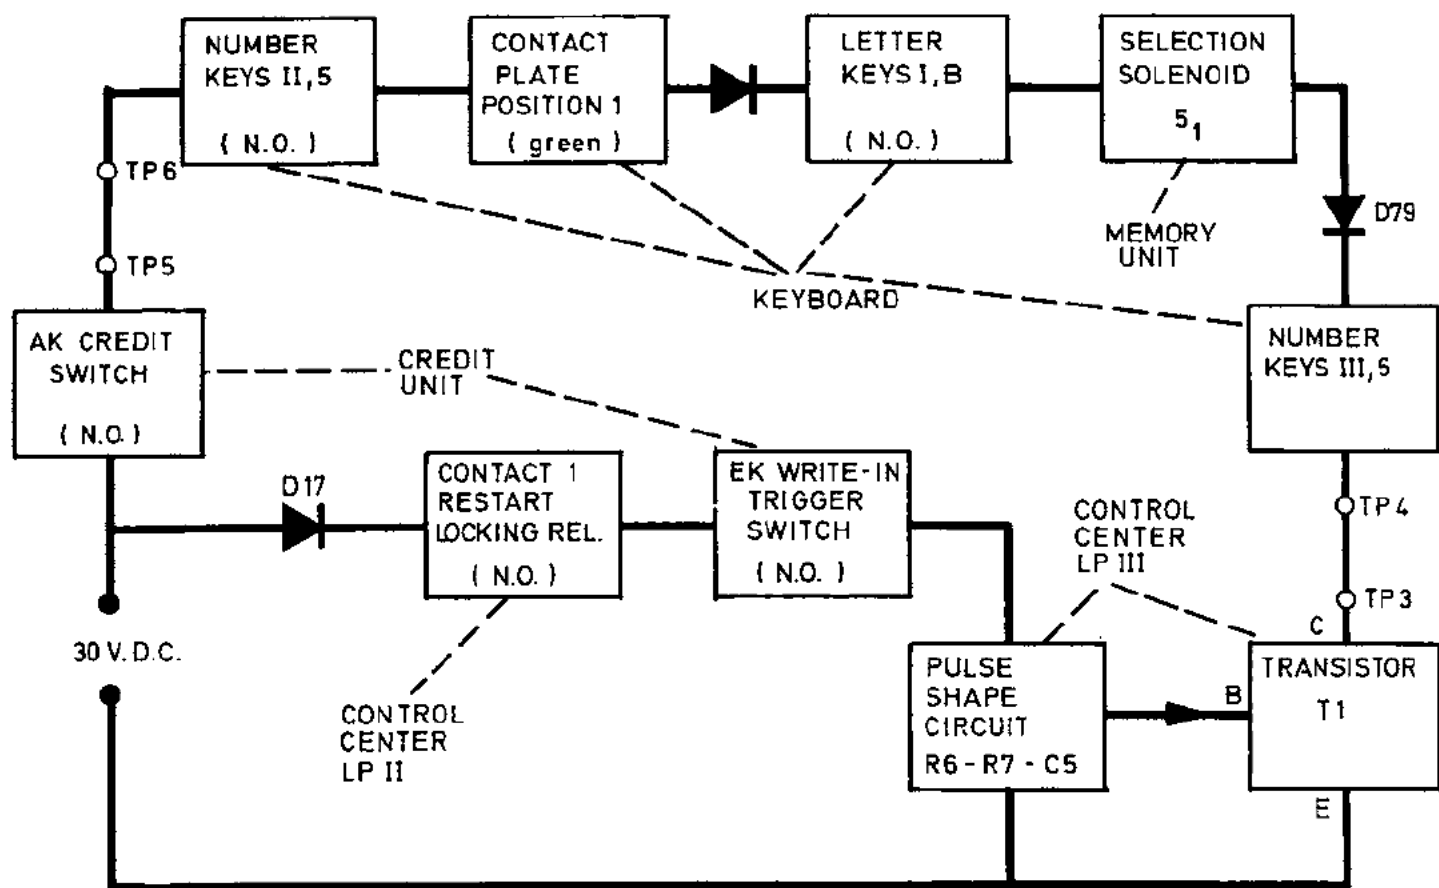 NUMBER
KEYS II,5
( N.O. )
CONTACT
PLATE
POSITION 1
( green )
LETTER
KEYS I,B
( N.O. )
SELECTION
SOLENOID
5₁
TP6
TP5
D79
MEMORY
UNIT
KEYBOARD
AK CREDIT
SWITCH
( N.O. )
CREDIT
UNIT
NUMBER
KEYS III,5
D17
CONTACT 1
RESTART
LOCKING REL.
( N.O. )
EK WRITE-IN
TRIGGER
SWITCH
( N.O. )
CONTROL
CENTER
LP III
TP4
TP3
30 V. D.C.
C
PULSE
SHAPE
CIRCUIT
R6 - R7 - C5
B
TRANSISTOR
T1
E
CONTROL
CENTER
LP II